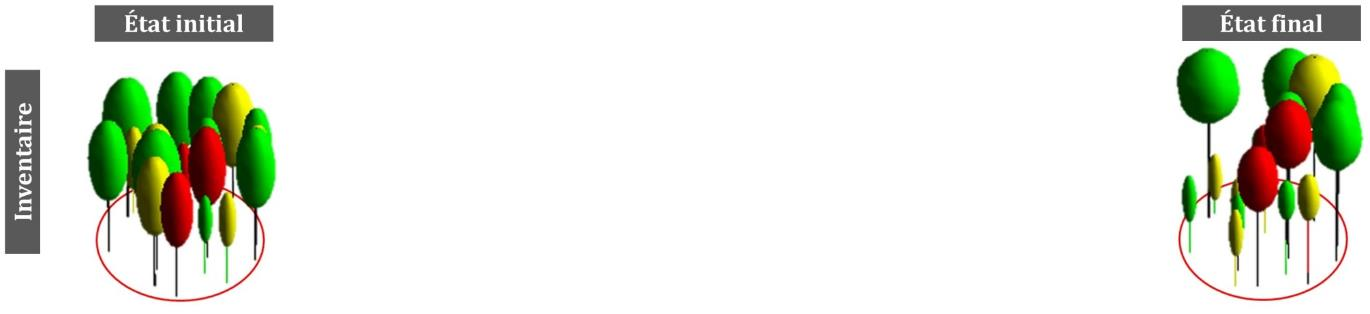 État initial
État final
Inventaire